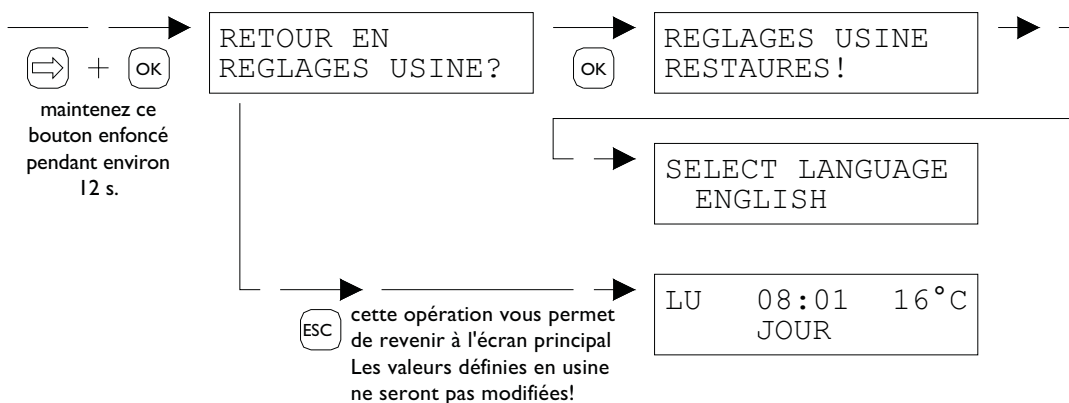 RETOUR EN
REGLAGES USINE?
REGLAGES USINE
RESTAURES!
+
OK
OK
maintenez ce
bouton enfoncé
pendant environ
12 s.
SELECT LANGUAGE
ENGLISH
LU 08:01 16°C
JOUR
ESC
cette opération vous permet
de revenir à l'écran principal
Les valeurs définies en usine
ne seront pas modifiées!